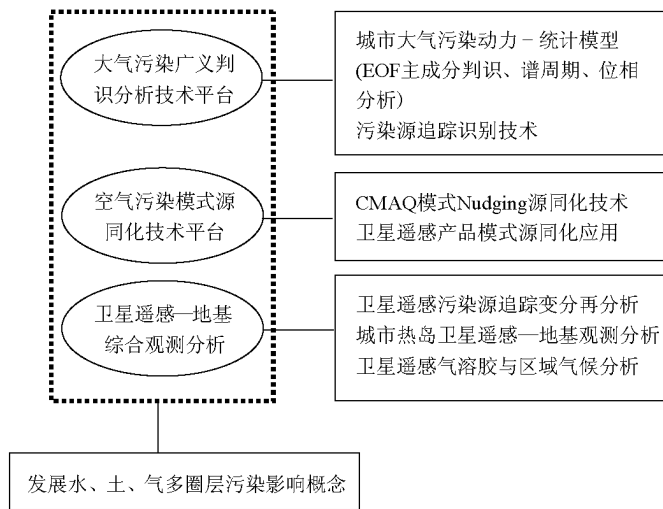 大气污染广义判
识分析技术平台
城市大气污染动力－统计模型
(EOF主成分判识、谱周期、位相
分析)
污染源追踪识别技术
空气污染模式源
同化技术平台
CMAQ模式Nudging源同化技术
卫星遥感产品模式源同化应用
卫星遥感—地基
综合观测分析
卫星遥感污染源追踪变分再分析
城市热岛卫星遥感—地基观测分析
卫星遥感气溶胶与区域气候分析
发展水、土、气多圈层污染影响概念